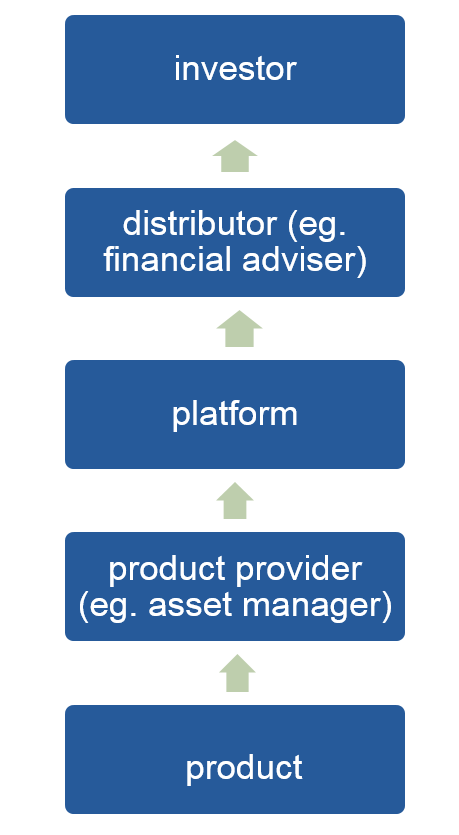 investor
distributor (eg.
financial adviser)
platform
product provider
(eg. asset manager)
product